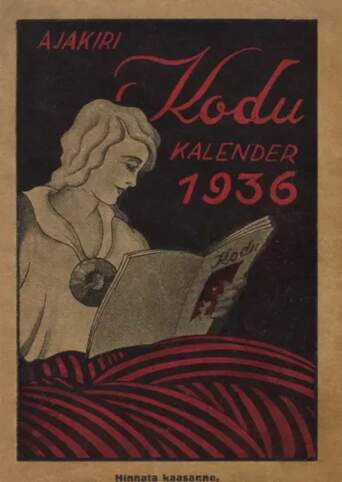 AJAKIRI
Kodu
KALENDER
1936
Kodu
Hinnata kaasanne.